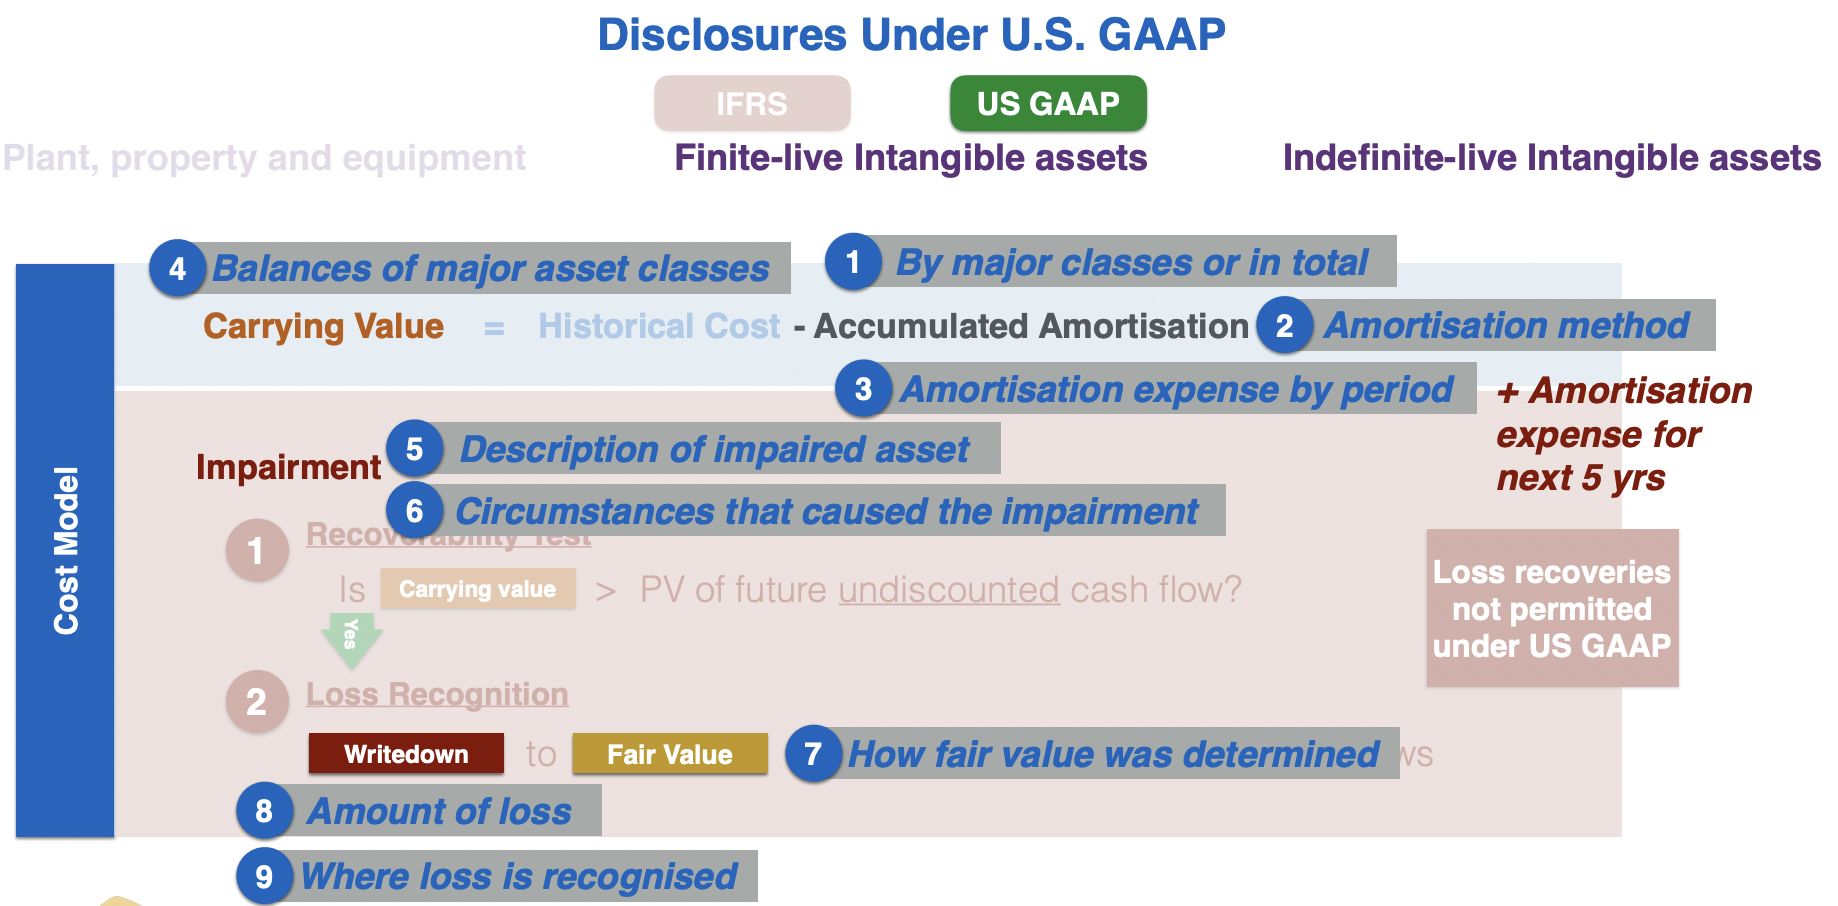 Disclosures Under U.S. GAAP
IFRS
US GAAP
Plant, property and equipment
Finite-live Intangible assets
Indefinite-live Intangible assets
4 Balances of major asset classes
1 By major classes or in total
Carrying Value = Historical Cost - Accumulated Amortisation
2 Amortisation method
3 Amortisation expense by period
+ Amortisation
expense for
next 5 yrs
Cost Model
Impairment
5 Description of impaired asset
6 Circumstances that caused the impairment
1 Recoverability Test
Is Carrying value > PV of future undiscounted cash flow?
Yes
Loss recoveries
not permitted
under US GAAP
2 Loss Recognition
Writedown to Fair Value
7 How fair value was determined
8 Amount of loss
9 Where loss is recognised